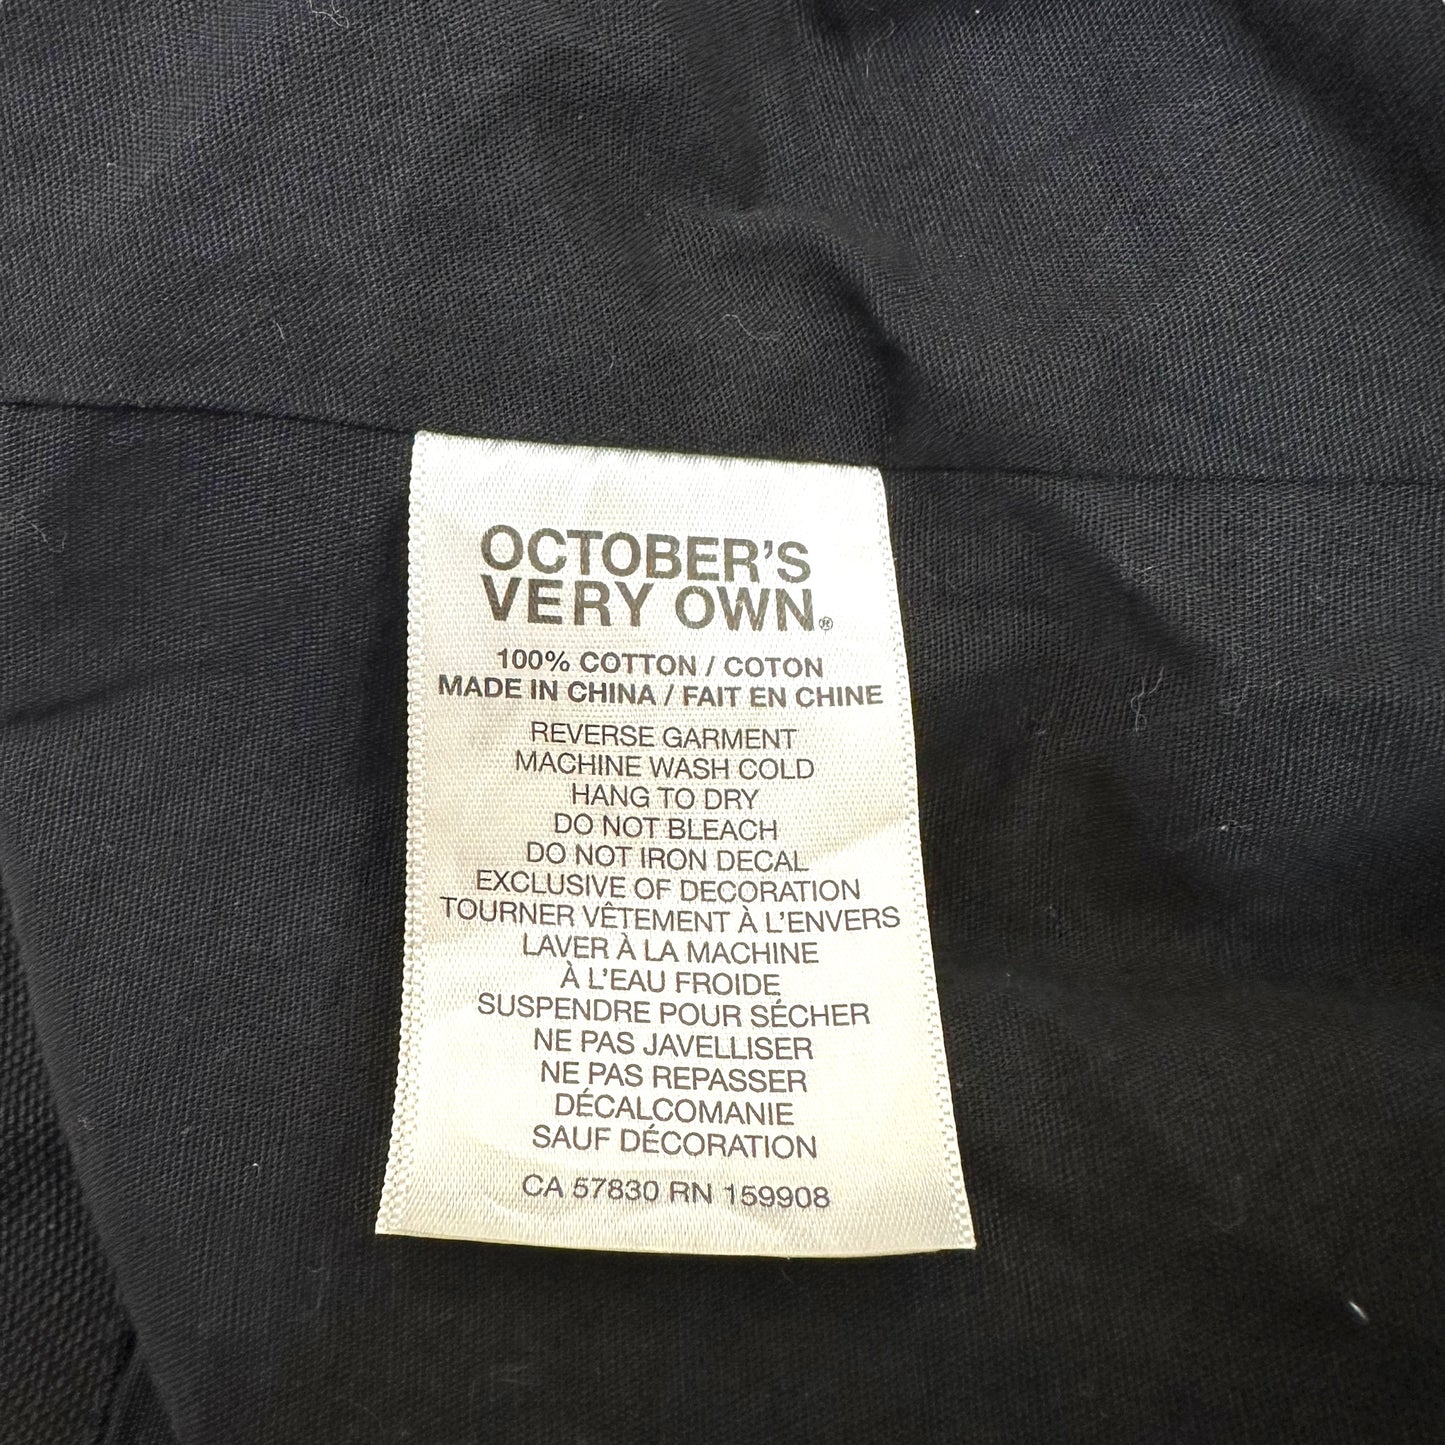 OCTOBER'S
VERY OWN®
100% COTTON / COTON
MADE IN CHINA / FAIT EN CHINE
REVERSE GARMENT
MACHINE WASH COLD
HANG TO DRY
DO NOT BLEACH
DO NOT IRON DECAL
EXCLUSIVE OF DECORATION
TOURNER VÊTEMENT À L'ENVERS
LAVER À LA MACHINE
À L'EAU FROIDE
SUSPENDRE POUR SÉCHER
NE PAS JAVELLISER
NE PAS REPASSER
DÉCALCOMANIE
SAUF DÉCORATION
CA 57830 RN 159908